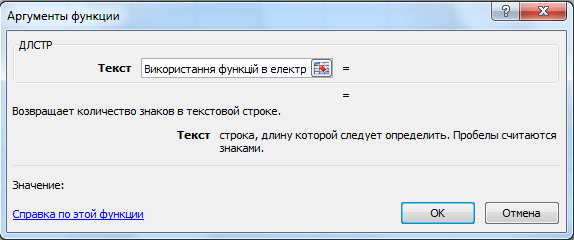 Аргументы функции
ДЛСТР
Текст Використання функцій в електр =
=
Возвращает количество знаков в текстовой строке.
Текст строка, длину которой следует определить. Пробелы считаются
знаками.
Значение:
Справка по этой функции ОК Отмена